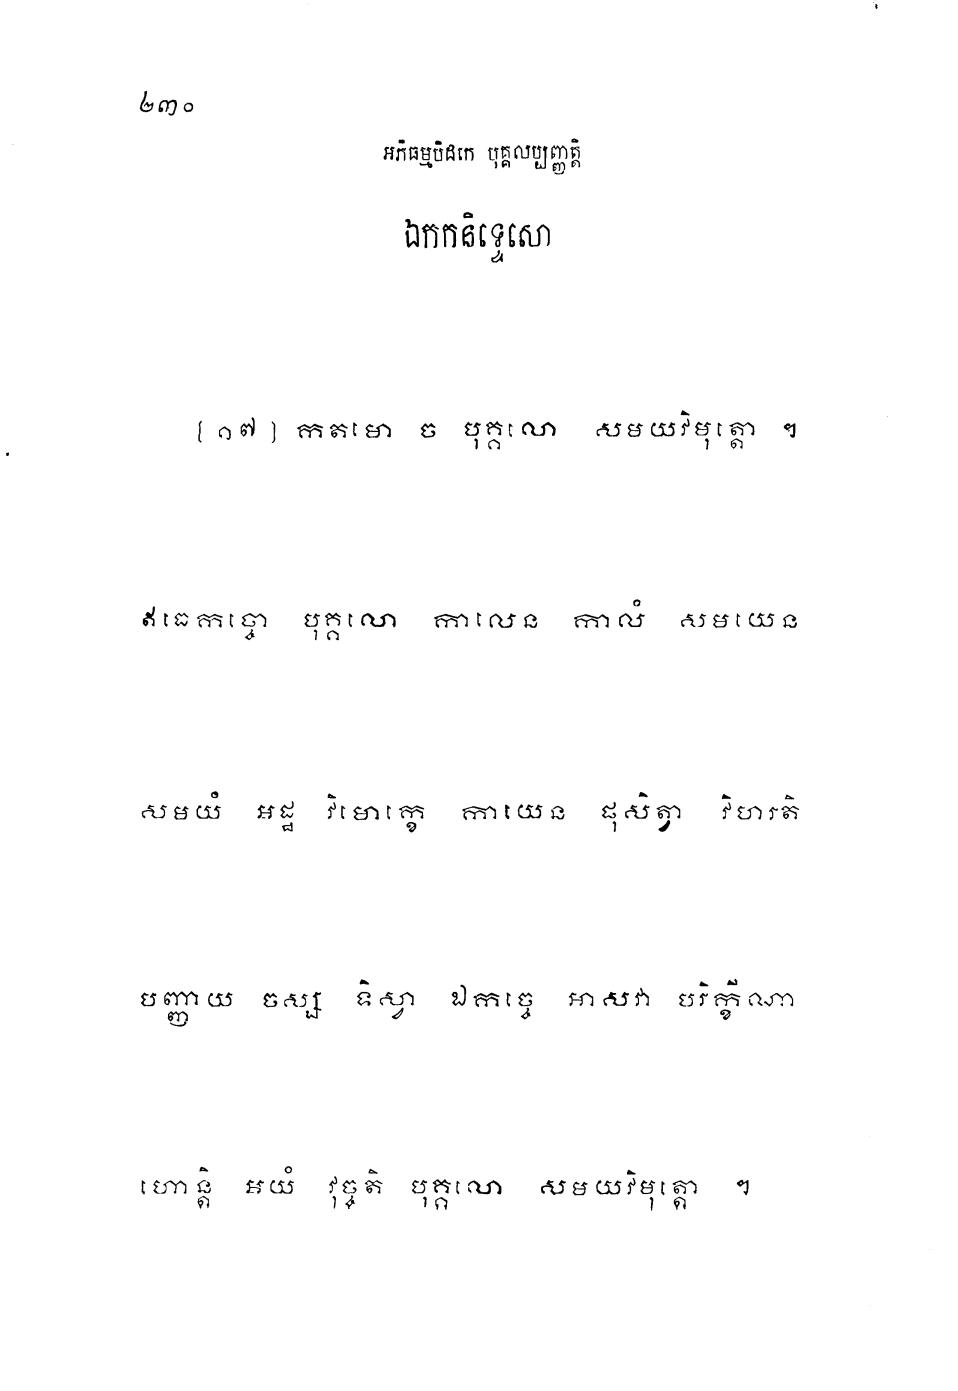 ២៣០
អភិធម្មបិដកេ បុគ្គលប្បញ្ញត្តិ
ឯកកនិទ្ទេសោ
[១៧] កតមោ ច បុគ្គលោ សមយវិមុត្តោ ។
ឥធេកច្ចោ បុគ្គលោ កាលេន កាលំ សមយេន
សមយំ អដ្ឋ វិមោក្ខេ កាយេន ផុសិត្វា វិហរតិ
បញ្ញាយ ចស្ស ទិស្វា ឯកច្ចេ អាសវា បរិក្ខីណា
ហោន្តិ អយំ វុច្ចតិ បុគ្គលោ សមយវិមុត្តោ ។